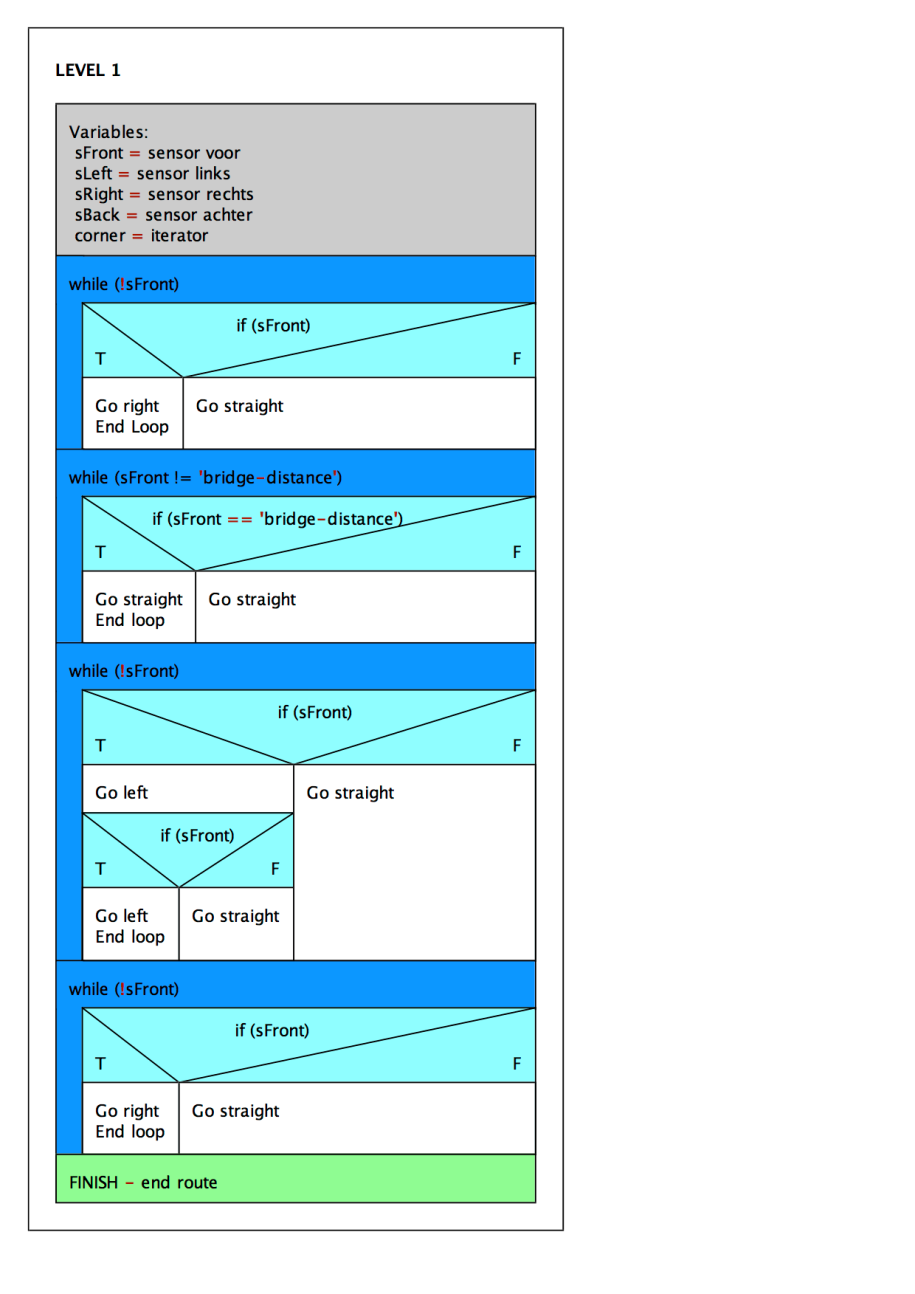 LEVEL 1
Variables:
sFront = sensor voor
sLeft = sensor links
sRight = sensor rechts
sBack = sensor achter
corner = iterator
while (!sFront)
if (sFront)
T
F
Go right
End Loop
Go straight
while (sFront != 'bridge-distance')
if (sFront == 'bridge-distance')
T
F
Go straight
End loop
Go straight
while (!sFront)
if (sFront)
T
F
Go left
Go straight
if (sFront)
T
F
Go left
End loop
Go straight
while (!sFront)
if (sFront)
T
F
Go right
End loop
Go straight
FINISH - end route